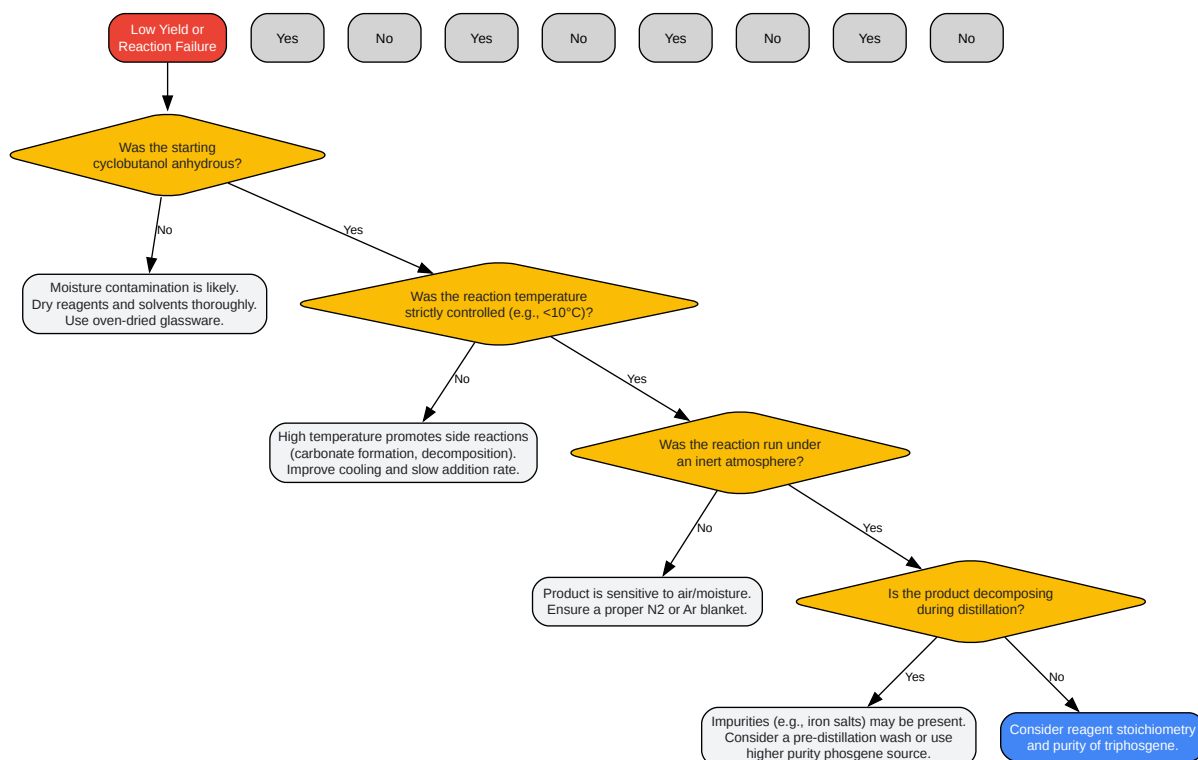 Low Yield or
Reaction Failure
Yes
No
Yes
No
Yes
No
Yes
No
Was the starting
cyclobutanol anhydrous?
No
Yes
Moisture contamination is likely.
Dry reagents and solvents thoroughly.
Use oven-dried glassware.
Was the reaction temperature
strictly controlled (e.g., <10°C)?
No
Yes
High temperature promotes side reactions
(carbonate formation, decomposition).
Improve cooling and slow addition rate.
Was the reaction run under
an inert atmosphere?
No
Yes
Product is sensitive to air/moisture.
Ensure a proper N2 or Ar blanket.
Is the product decomposing
during distillation?
Yes
No
Impurities (e.g., iron salts) may be present.
Consider a pre-distillation wash or use
higher purity phosgene source.
Consider reagent stoichiometry
and purity of triphosgene.